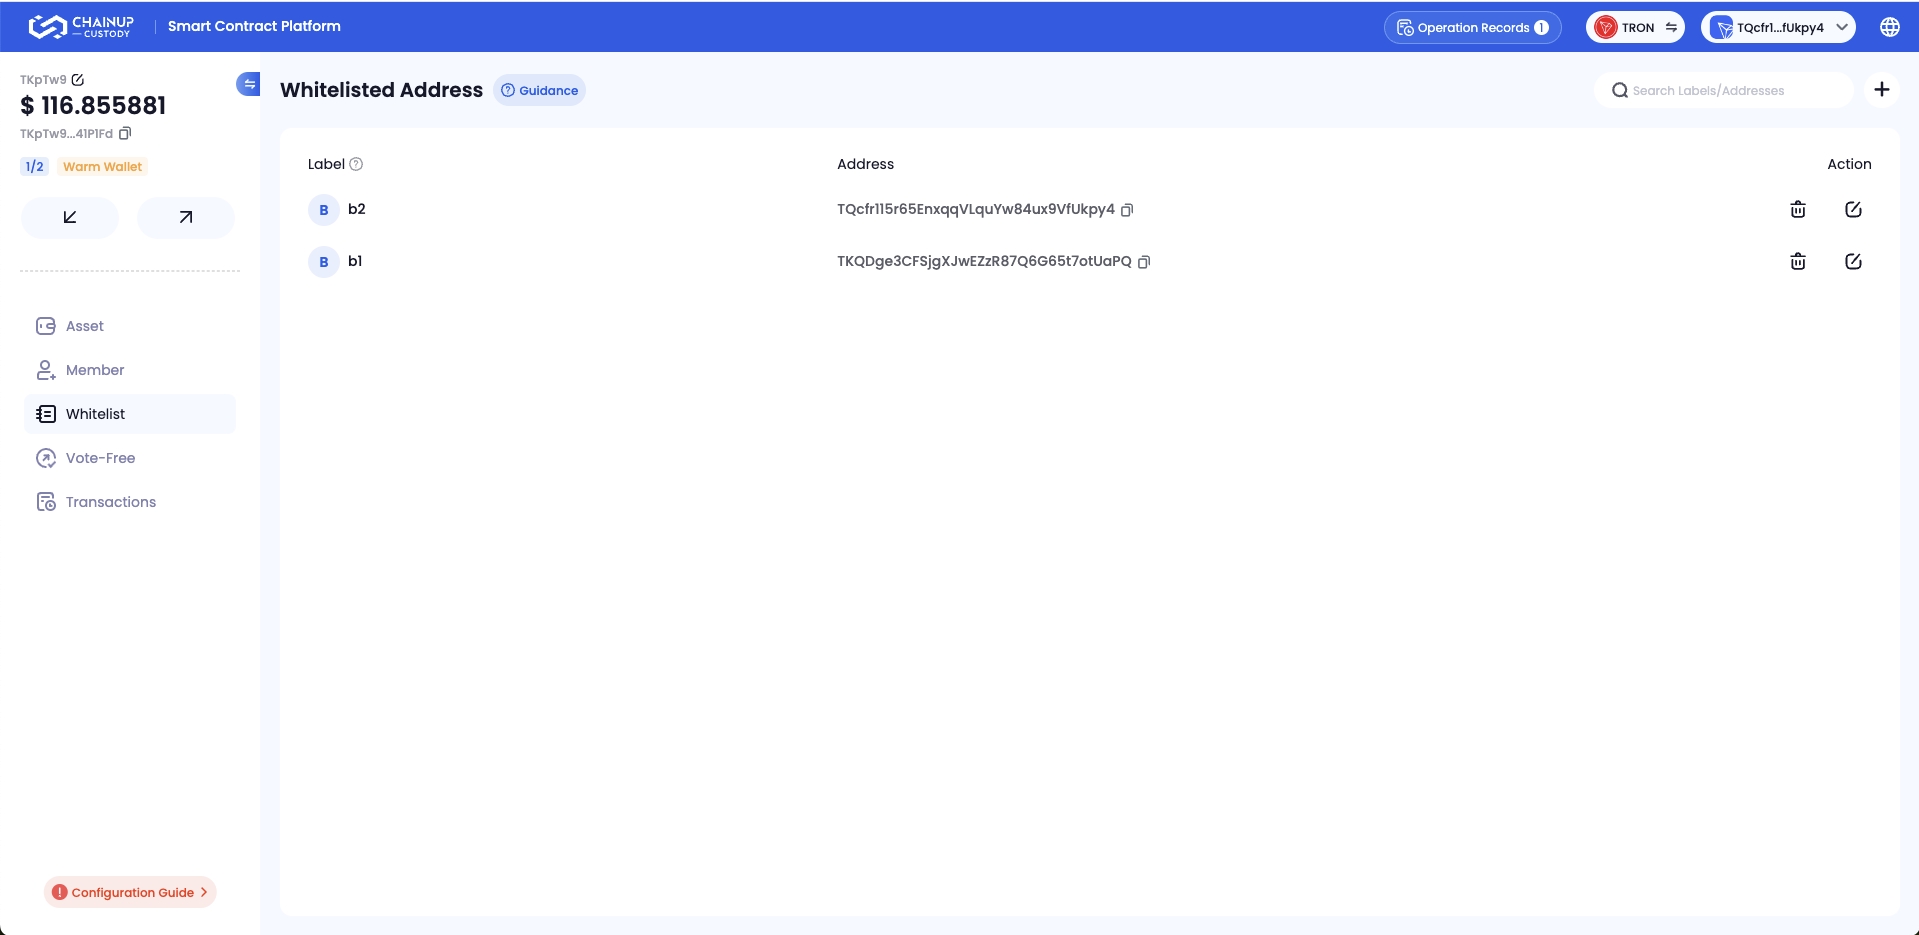 CHAINUP
CUSTODY
Smart Contract Platform
Operation Records 1
TRON
TQcfr1...fUkpy4
TKpTw9
$ 116.855881
TKpTw9...41P1Fd
1/2 Warm Wallet
Asset
Member
Whitelist
Vote-Free
Transactions
Configuration Guide
Whitelisted Address
Guidance
Search Labels/Addresses
Label Address Action
B b2 TQcfr115r65EnxqqVLquYw84ux9VfUkpy4
B b1 TKQDge3CFSjgXJwEZzR87Q6G65t7otUaPQ